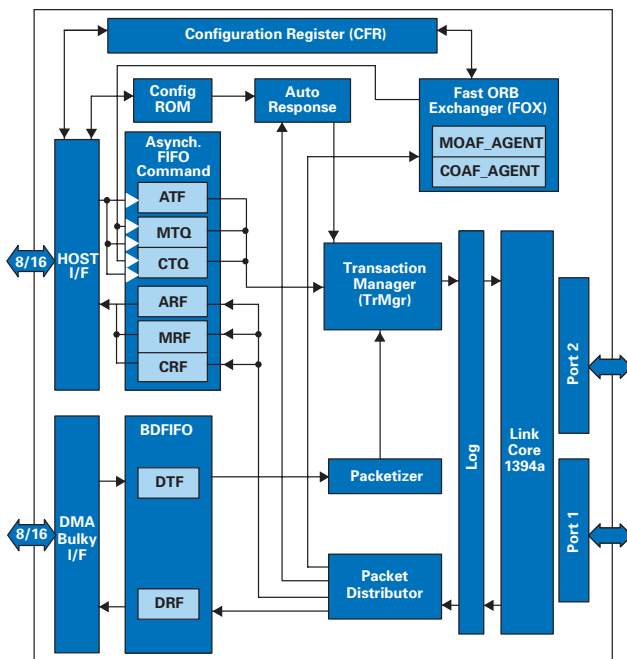 Configuration Register (CFR)
Config
ROM
Auto
Response
Fast ORB
Exchanger (FOX)
MOAF_AGENT
COAF_AGENT
Asynch.
FIFO
Command
ATF
MTQ
CTQ
ARF
MRF
CRF
8/16
HOST
I/F
Transaction
Manager
(TrMgr)
Log
Link
Core
1394a
Port 2
Port 1
BDFIFO
DTF
DRF
8/16
DMA
Bulky
I/F
Packetizer
Packet
Distributor